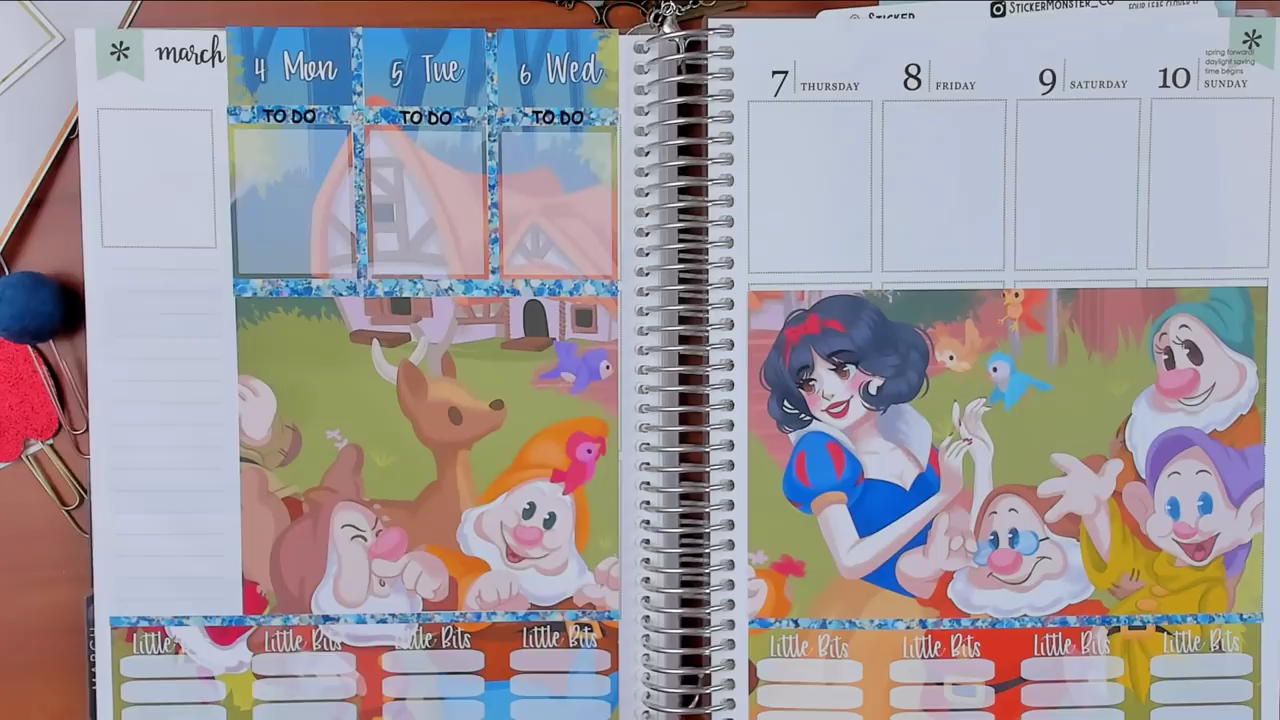 STICKERMONSTER_CO
STICKER
march
4 Mon
5 Tue
6 Wed
TO DO
TO DO
TO DO
7 THURSDAY
8 FRIDAY
9 SATURDAY
10 SUNDAY
spring forward!
daylight saving
time begins
Little Bits
Little Bits
Little Bits
Little Bits
Little Bits
Little Bits
Little Bits
Little Bits
MARCH